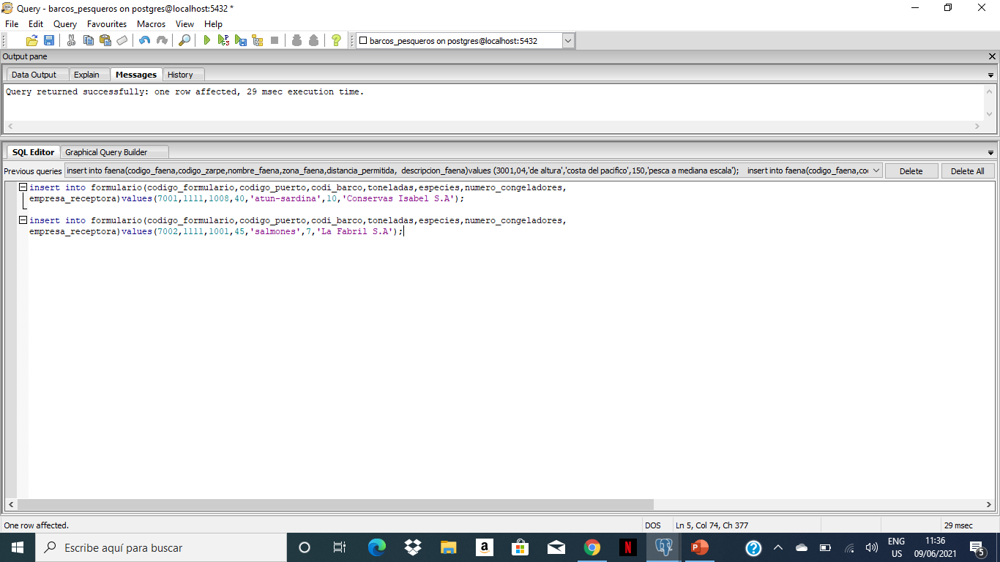 Query - barcos_pesqueros on postgres@localhost:5432 *
File Edit Query Favourites Macros View Help
barcos_pesqueros on postgres@localhost:5432
Output pane
Data Output Explain Messages History
Query returned successfully: one row affected, 29 msec execution time.
SQL Editor Graphical Query Builder
Previous queries insert into faena(codigo_faena,codigo_zarpe,nombre_faena,zona_faena,distancia_permitida, descripcion_faena)values (3001,04,'de altura','costa del pacifico',150,'pesca a mediana escala'); insert into faena(codigo_faena,co Delete Delete All
insert into formulario(codigo_formulario,codigo_puerto,codi_barco,toneladas,especies,numero_congeladores,
empresa_receptora)values(7001,1111,1008,40,'atun-sardina',10,'Conservas Isabel S.A');
insert into formulario(codigo_formulario,codigo_puerto,codi_barco,toneladas,especies,numero_congeladores,
empresa_receptora)values(7002,1111,1001,45,'salmones',7,'La Fabril S.A');
One row affected. DOS Ln 5, Col 74, Ch 377 29 msec
Escribe aquí para buscar
ENG 11:36
US 09/06/2021 5